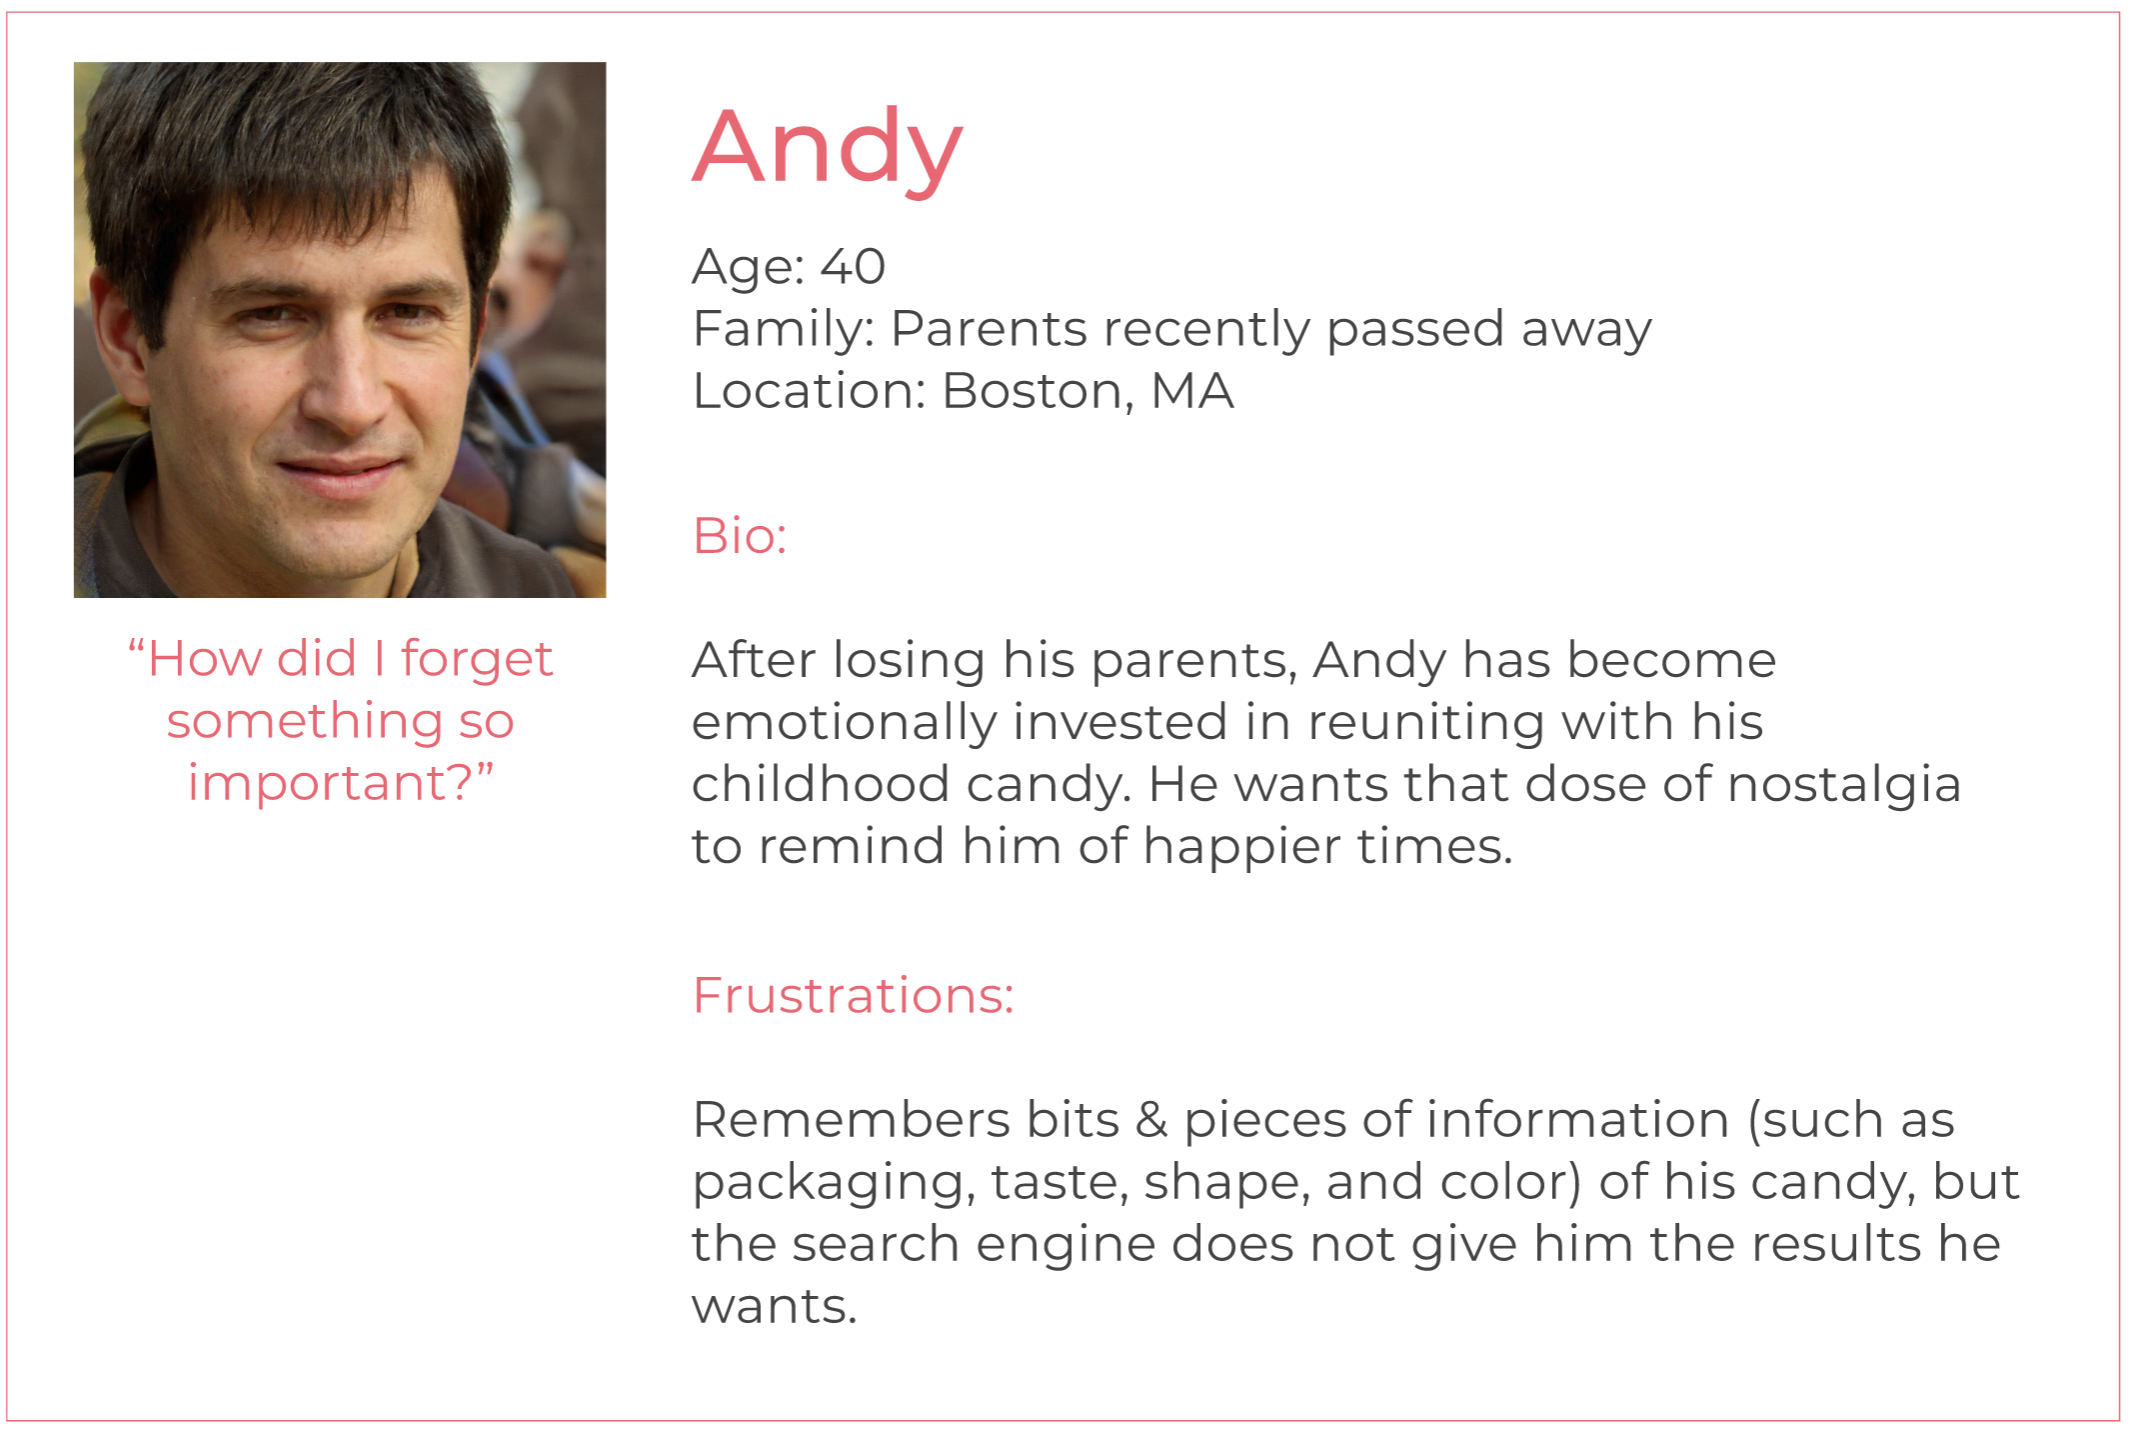 Andy
Age: 40
Family: Parents recently passed away
Location: Boston, MA
“How did I forget
something so
important?”
Bio:
After losing his parents, Andy has become
emotionally invested in reuniting with his
childhood candy. He wants that dose of nostalgia
to remind him of happier times.
Frustrations:
Remembers bits & pieces of information (such as
packaging, taste, shape, and color) of his candy, but
the search engine does not give him the results he
wants.